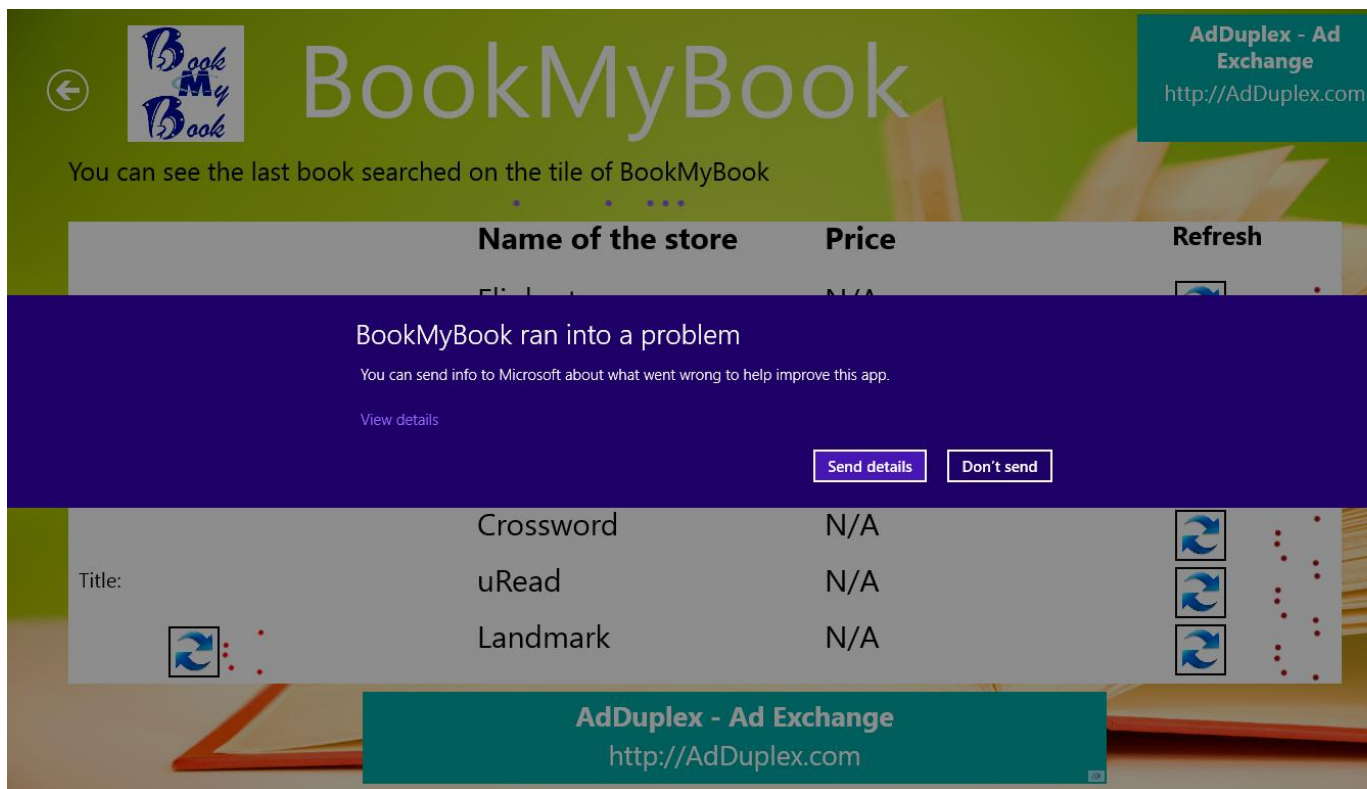 Book
My
Book
BookMyBook
AdDuplex - Ad
Exchange
http://AdDuplex.com
You can see the last book searched on the tile of BookMyBook
Name of the store Price Refresh
BookMyBook ran into a problem
You can send info to Microsoft about what went wrong to help improve this app.
View details
Send details Don't send
Crossword N/A
Title: uRead N/A
Landmark N/A
AdDuplex - Ad Exchange
http://AdDuplex.com